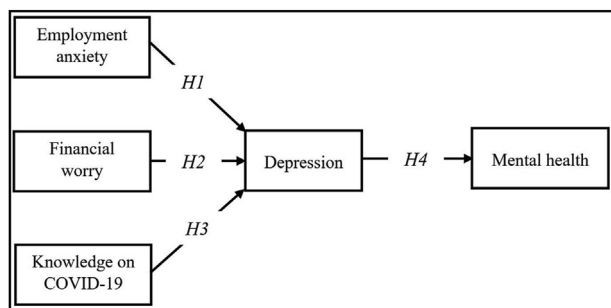 Employment
anxiety
H1
Financial
worry
H2
Depression
H4
Mental health
H3
Knowledge on
COVID-19